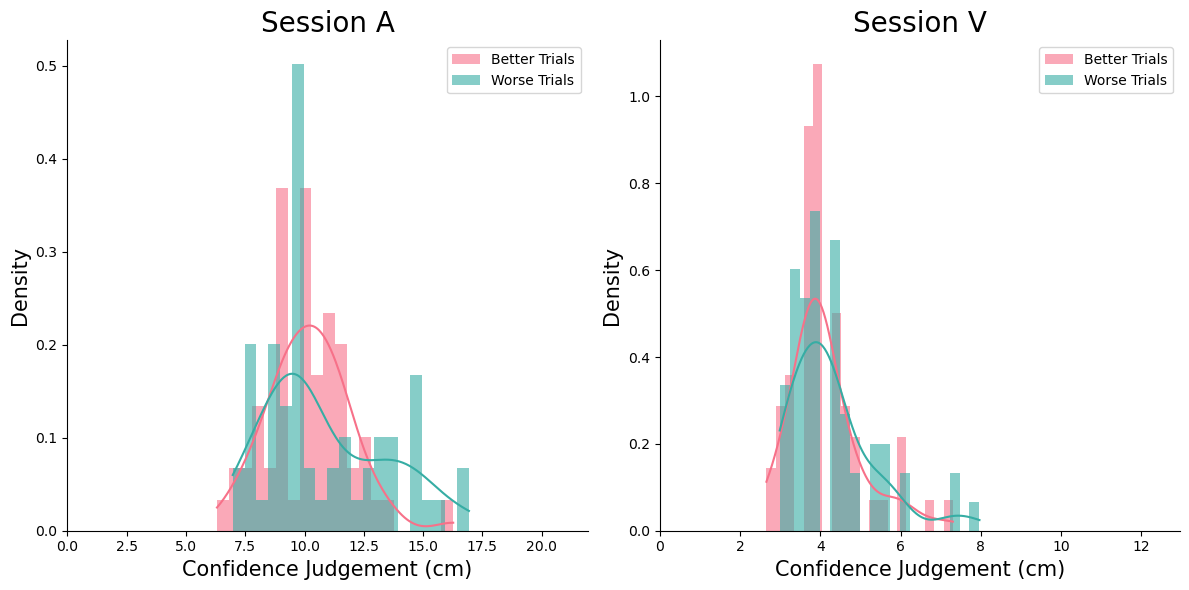 Session A
Better Trials
Worse Trials
0.5
0.4
0.3
0.2
0.1
0.0
Density
0.0 2.5 5.0 7.5 10.0 12.5 15.0 17.5 20.0
Confidence Judgement (cm)
Session V
Better Trials
Worse Trials
1.0
0.8
0.6
0.4
0.2
0.0
Density
0 2 4 6 8 10 12
Confidence Judgement (cm)